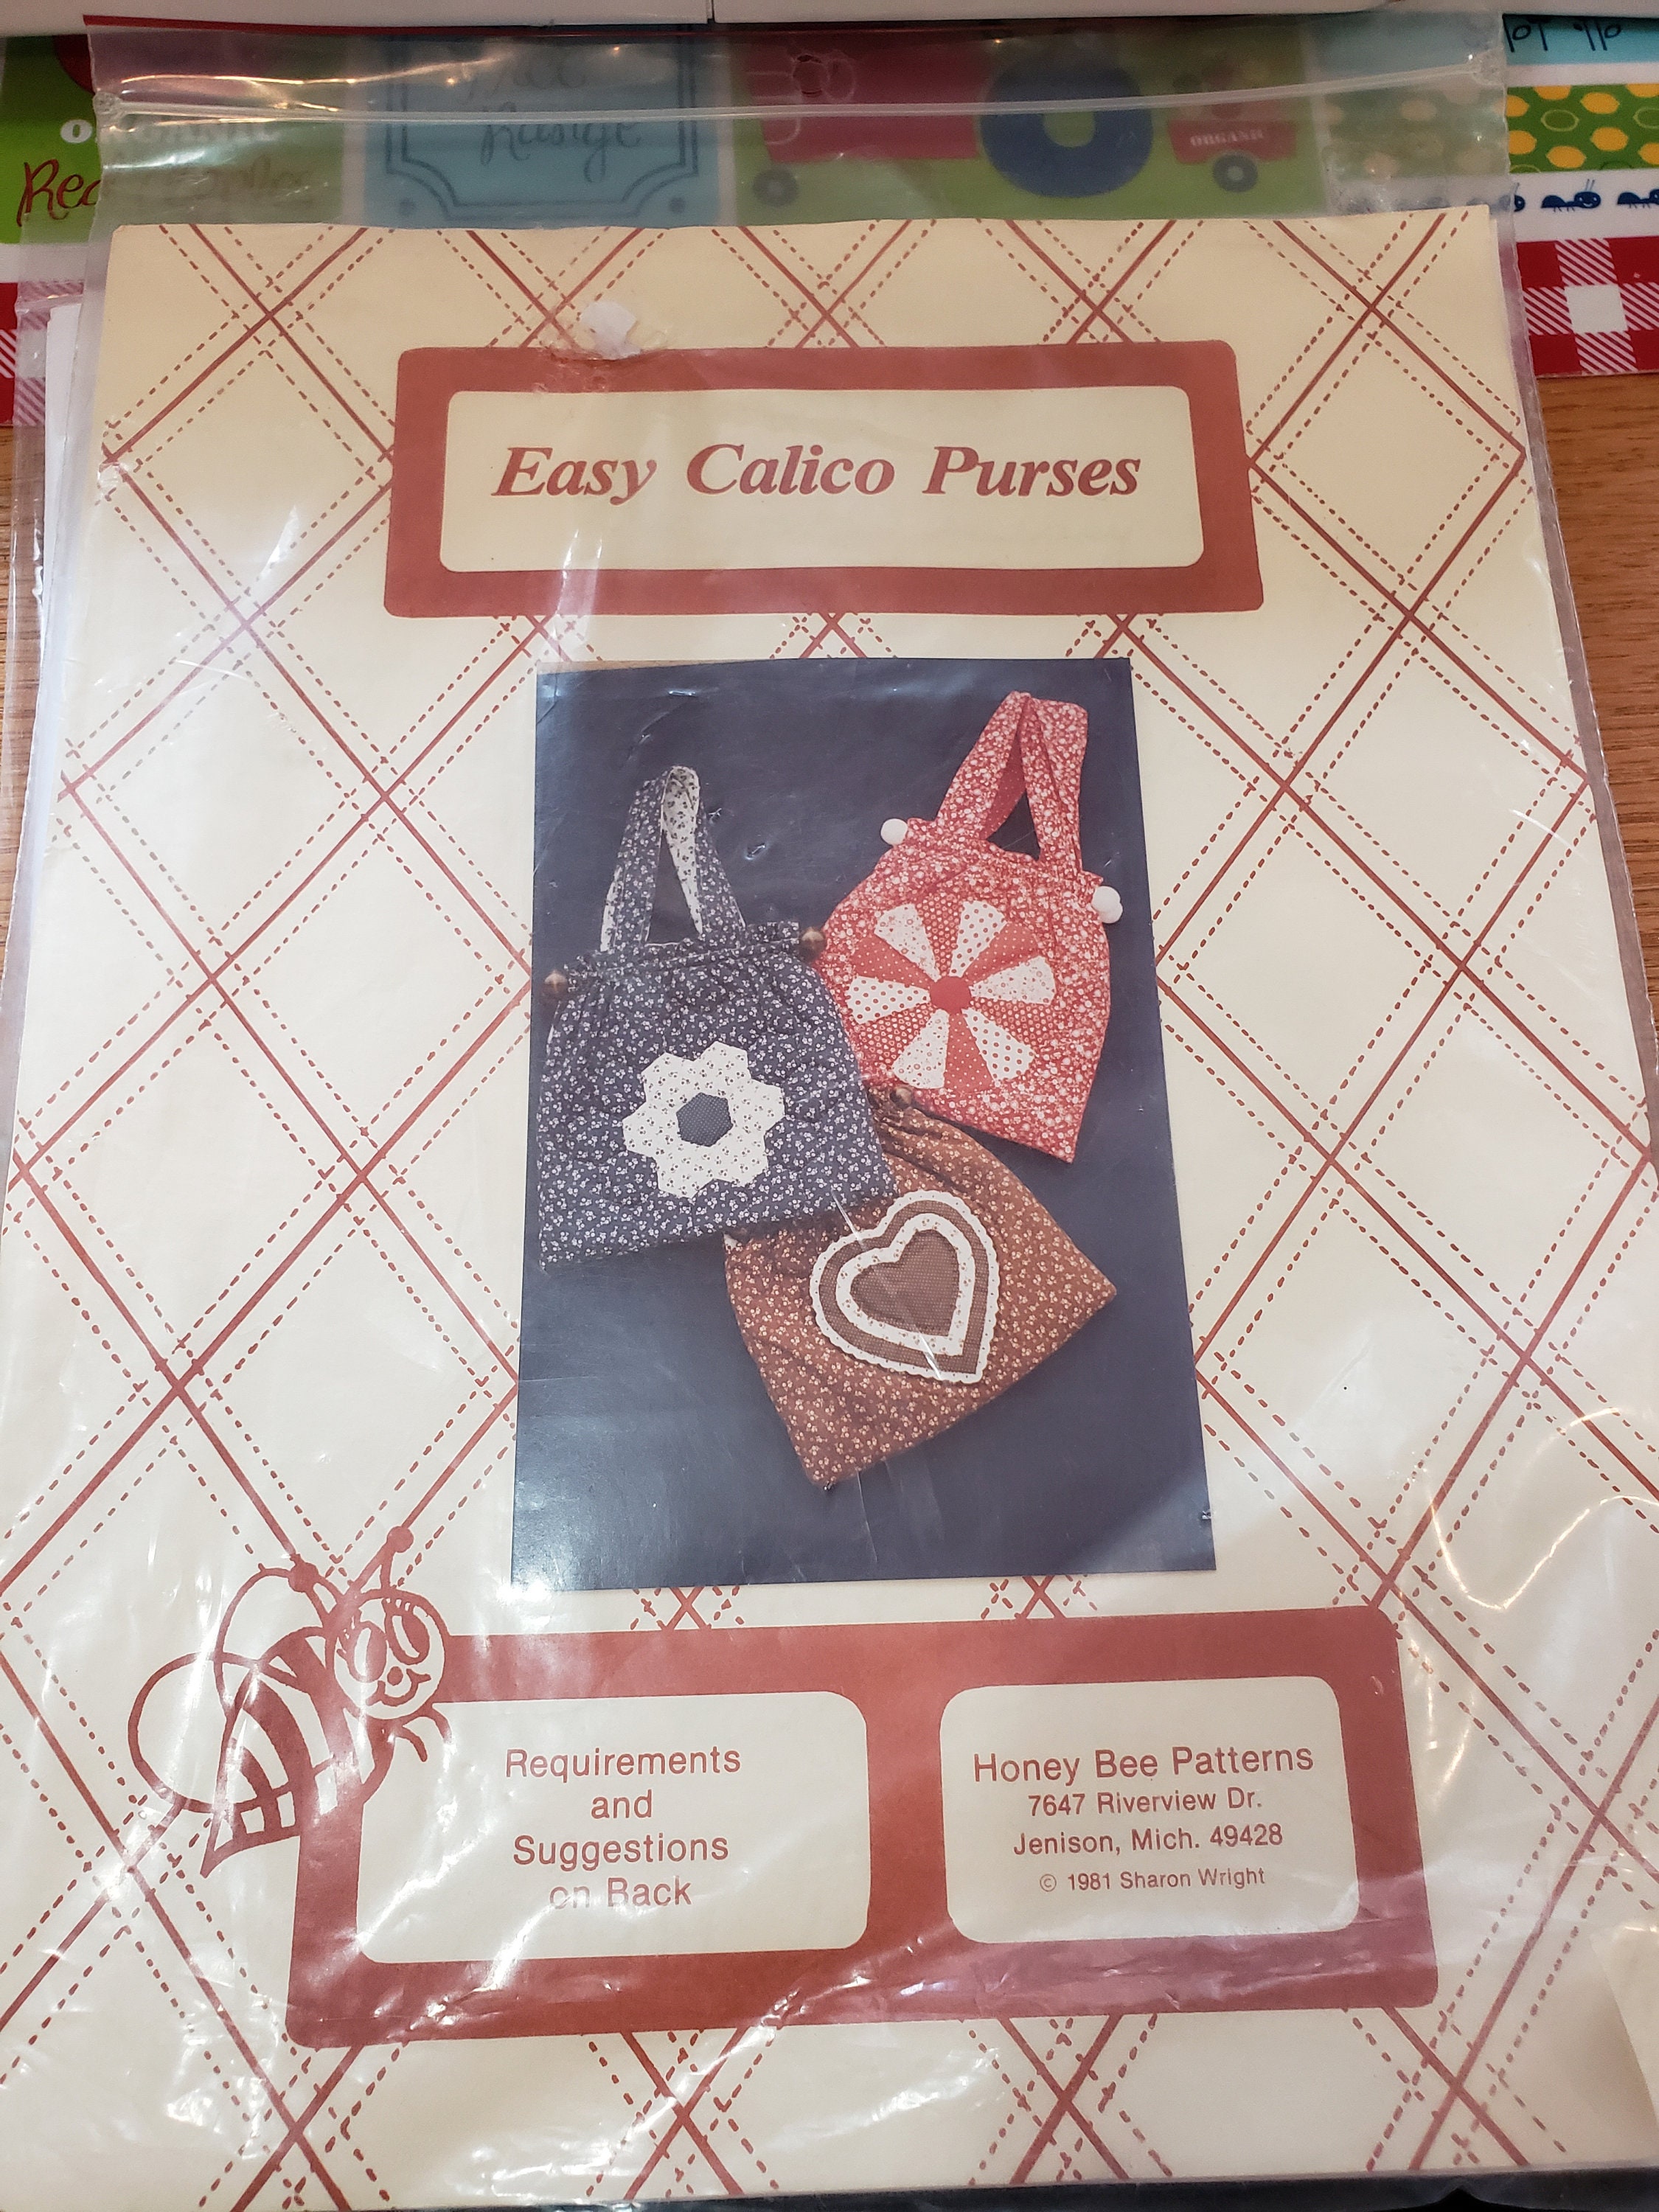 ORGANIC
Easy Calico Purses
Requirements
and
Suggestions
on Back
Honey Bee Patterns
7647 Riverview Dr.
Jenison, Mich. 49428
© 1981 Sharon Wright